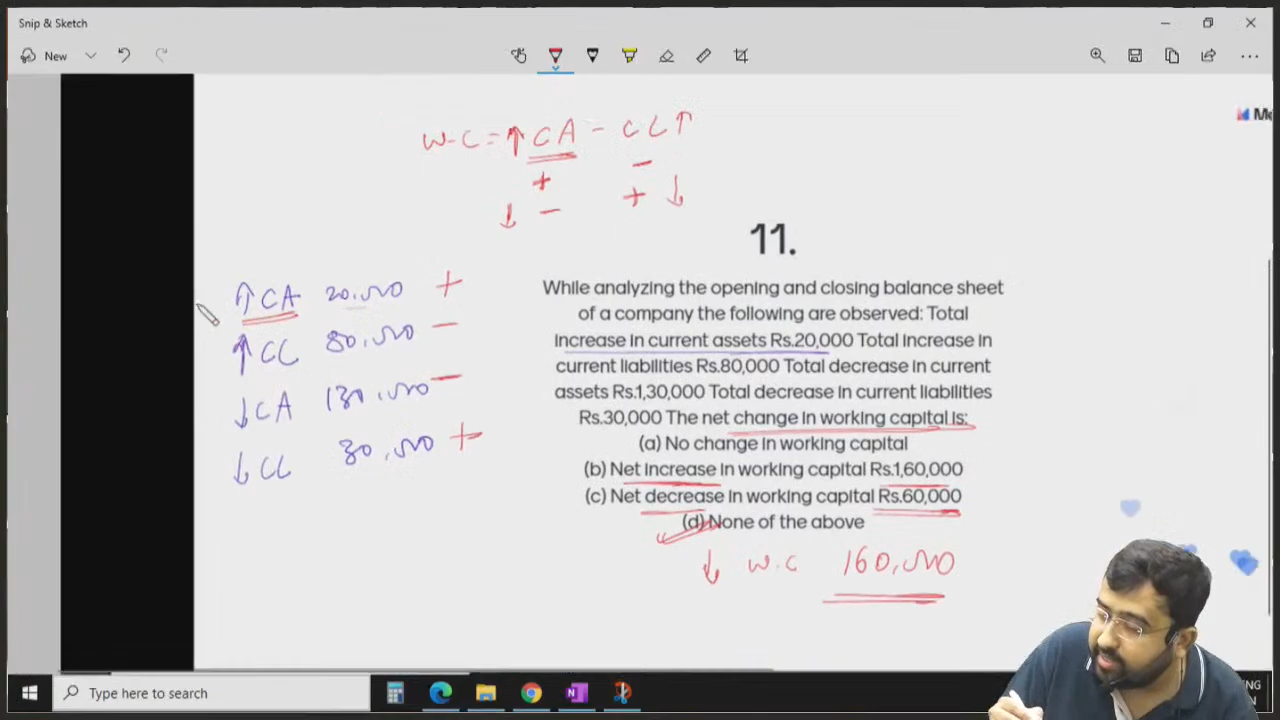 Snip & Sketch
New
W-C = ↑ CA - CL ↑
+ -
↓ - + ↓
Me
11.
↑ CA 20,000 +
↑ CL 80,000 -
↓ CA 130,000 -
↓ CL 30,000 +
While analyzing the opening and closing balance sheet
of a company the following are observed: Total
increase in current assets Rs.20,000 Total increase in
current liabilities Rs.80,000 Total decrease in current
assets Rs.1,30,000 Total decrease in current liabilities
Rs.30,000 The net change in working capital is:
(a) No change in working capital
(b) Net increase in working capital Rs.1,60,000
(c) Net decrease in working capital Rs.60,000
(d) None of the above
↓ W.C 160,000
Type here to search
NG